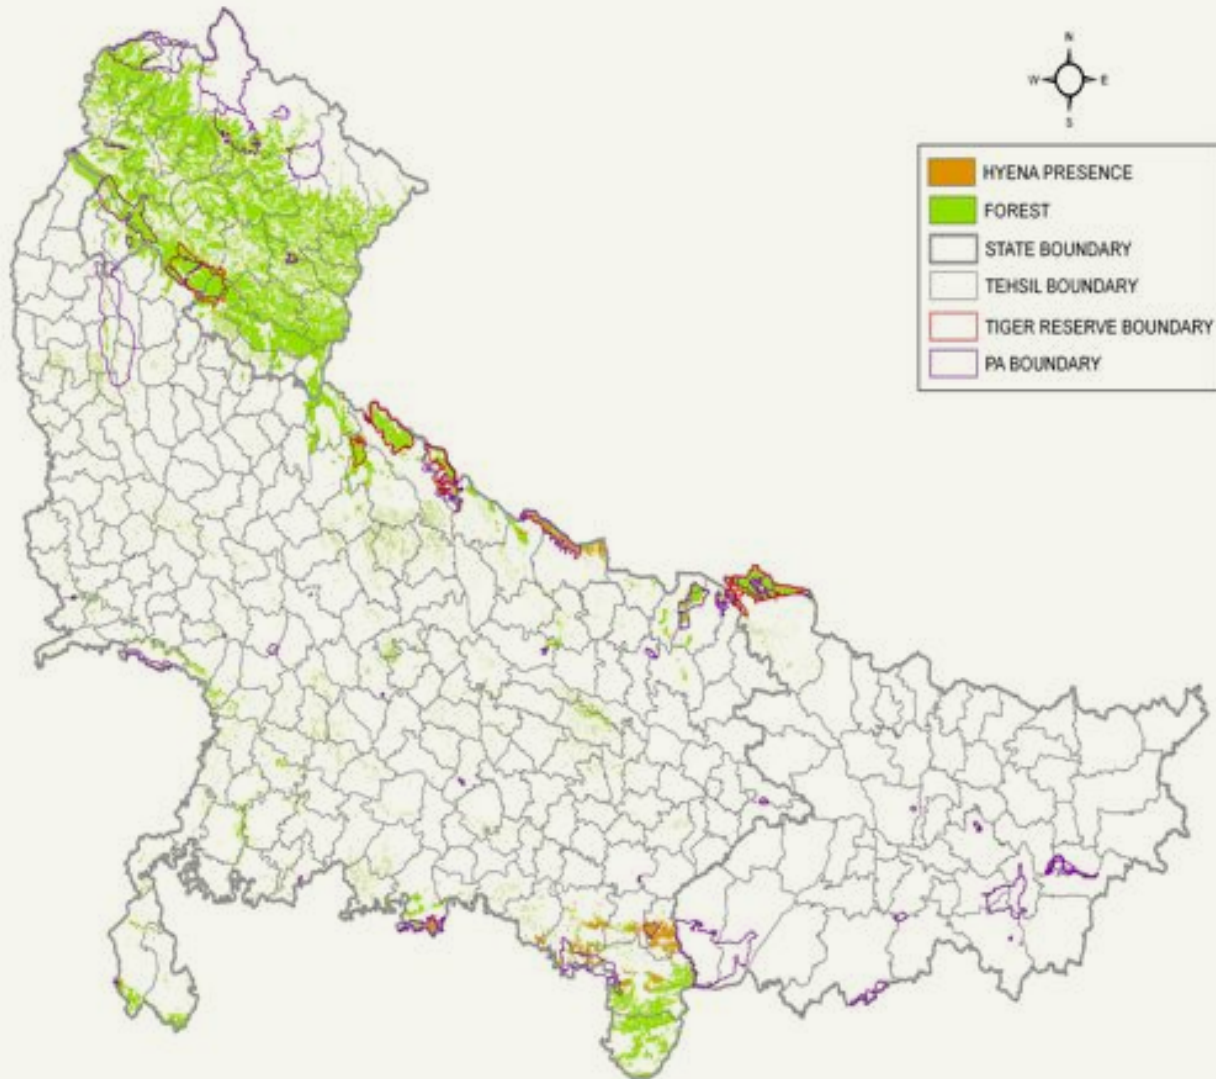 N
W E
S
HYENA PRESENCE
FOREST
STATE BOUNDARY
TEHSIL BOUNDARY
TIGER RESERVE BOUNDARY
PA BOUNDARY